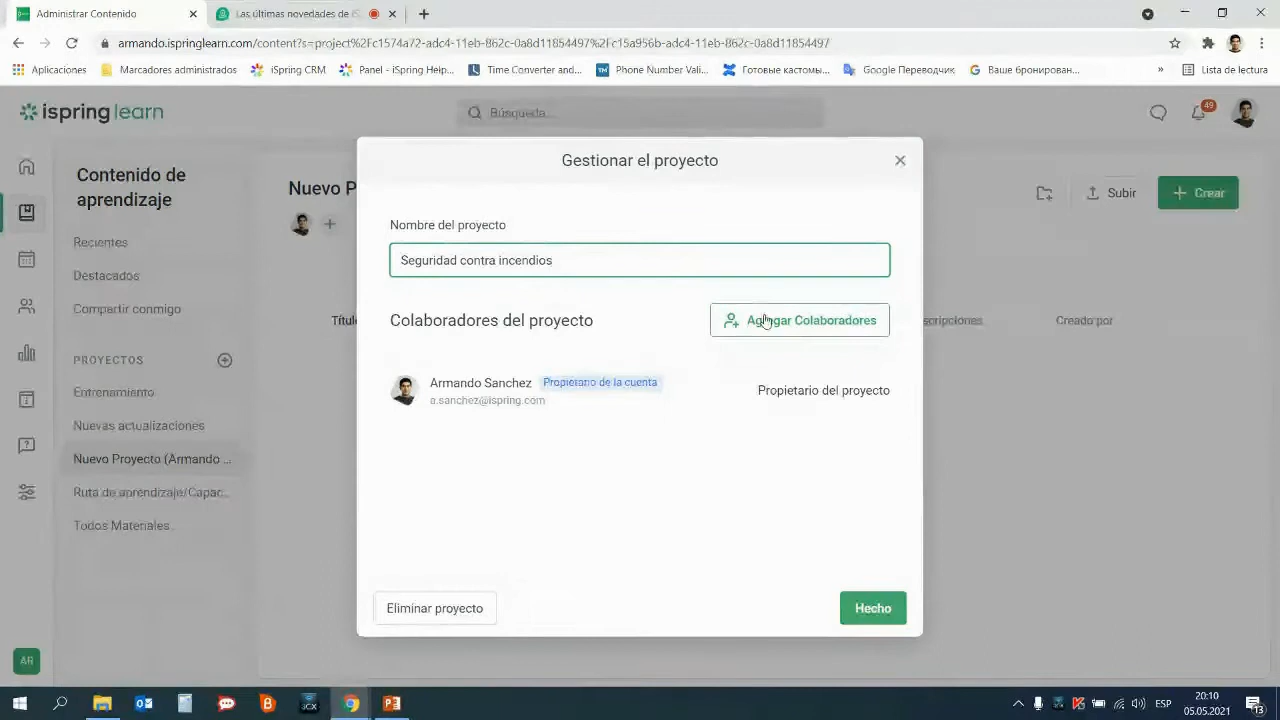 Administrar Contenido
Las últimas novedades de iS
armando.ispringlearn.com/content?s=project%2Fc1574a72-adc4-11eb-862c-0a8d11854497%2Fc15a956b-adc4-11eb-862c-0a8d11854497
Aplicaciones
Marcadores administrados
iSpring CRM
Panel - iSpring Help...
Time Converter and...
Phone Number Vali...
Готовые кастомы...
Google Переводчик
Ваше бронирован...
»
Lista de lectura
ispring learn
Búsqueda...
49
Contenido de
aprendizaje
Recientes
Destacados
Compartir conmigo
PROYECTOS
Entrenamiento
Nuevas actualizaciones
Nuevo Proyecto (Armando ...
Ruta de aprendizaje/Capac...
Todos Materiales
AR
Nuevo P
Subir
Crear
Título
scripciones
Creado por
Gestionar el proyecto
Nombre del proyecto
Seguridad contra incendios
Colaboradores del proyecto
Agregar Colaboradores
Armando Sanchez
Propietario de la cuenta
a.sanchez@ispring.com
Propietario del proyecto
Eliminar proyecto
Hecho
ESP
20:10
05.05.2021
13